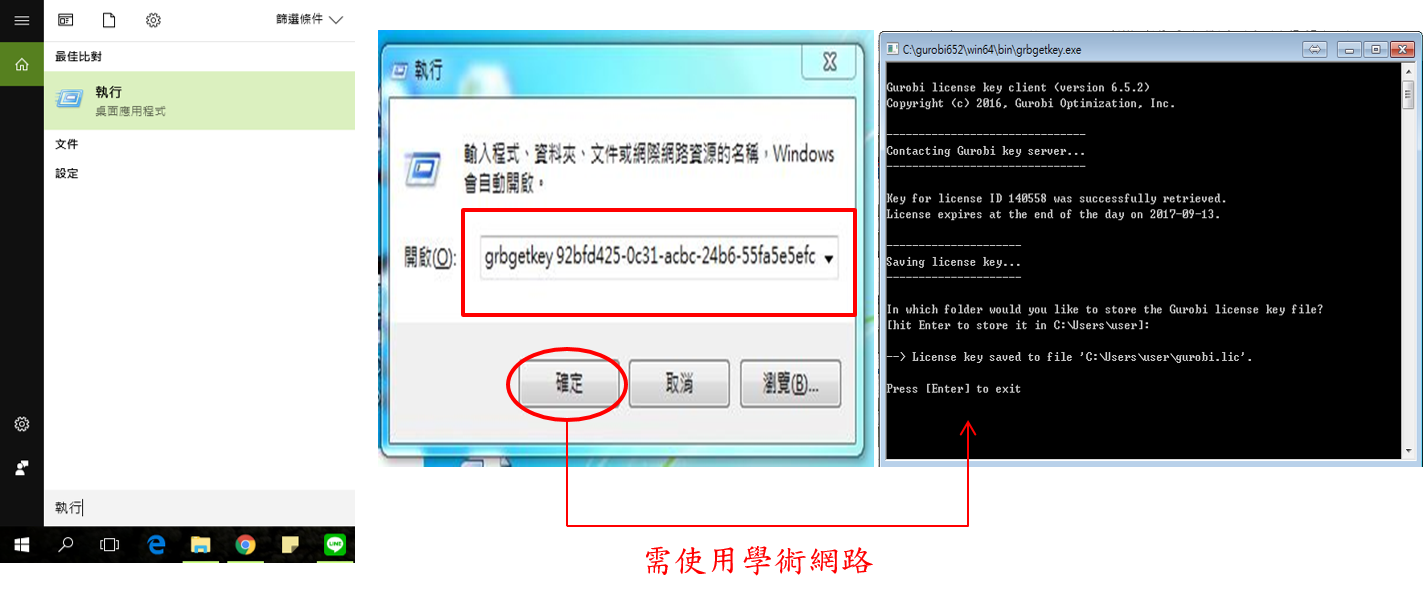 篩選條件
最佳比對
執行
桌面應用程式
文件
設定
執行
LINE
執行
輸入程式、資料夾、文件或網際網路資源的名稱，Windows
會自動開啟。
開啟(O):
grbgetkey 92bfd425-0c31-acbc-24b6-55fa5e5efc
確定
取消
瀏覽(B)...
C:\gurobi652\win64\bin\grbgetkey.exe
Gurobi license key client (version 6.5.2)
Copyright (c) 2016, Gurobi Optimization, Inc.
-------------------------------
Contacting Gurobi key server...
-------------------------------
Key for license ID 140558 was successfully retrieved.
License expires at the end of the day on 2017-09-13.
---------------------
Saving license key...
---------------------
In which folder would you like to store the Gurobi license key file?
[hit Enter to store it in C:\Users\user]:
--> License key saved to file 'C:\Users\user\gurobi.lic'.
Press [Enter] to exit
需使用學術網路